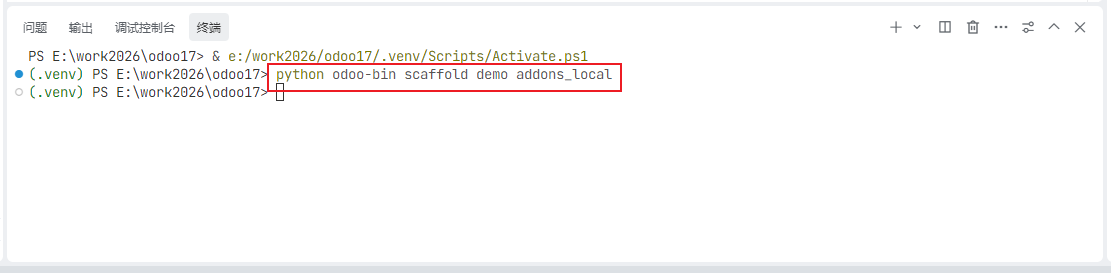 问题 输出 调试控制台 终端
PS E:\work2026\odoo17> & e:/work2026/odoo17/.venv/Scripts/Activate.ps1
(.venv) PS E:\work2026\odoo17> python odoo-bin scaffold demo addons_local
(.venv) PS E:\work2026\odoo17>